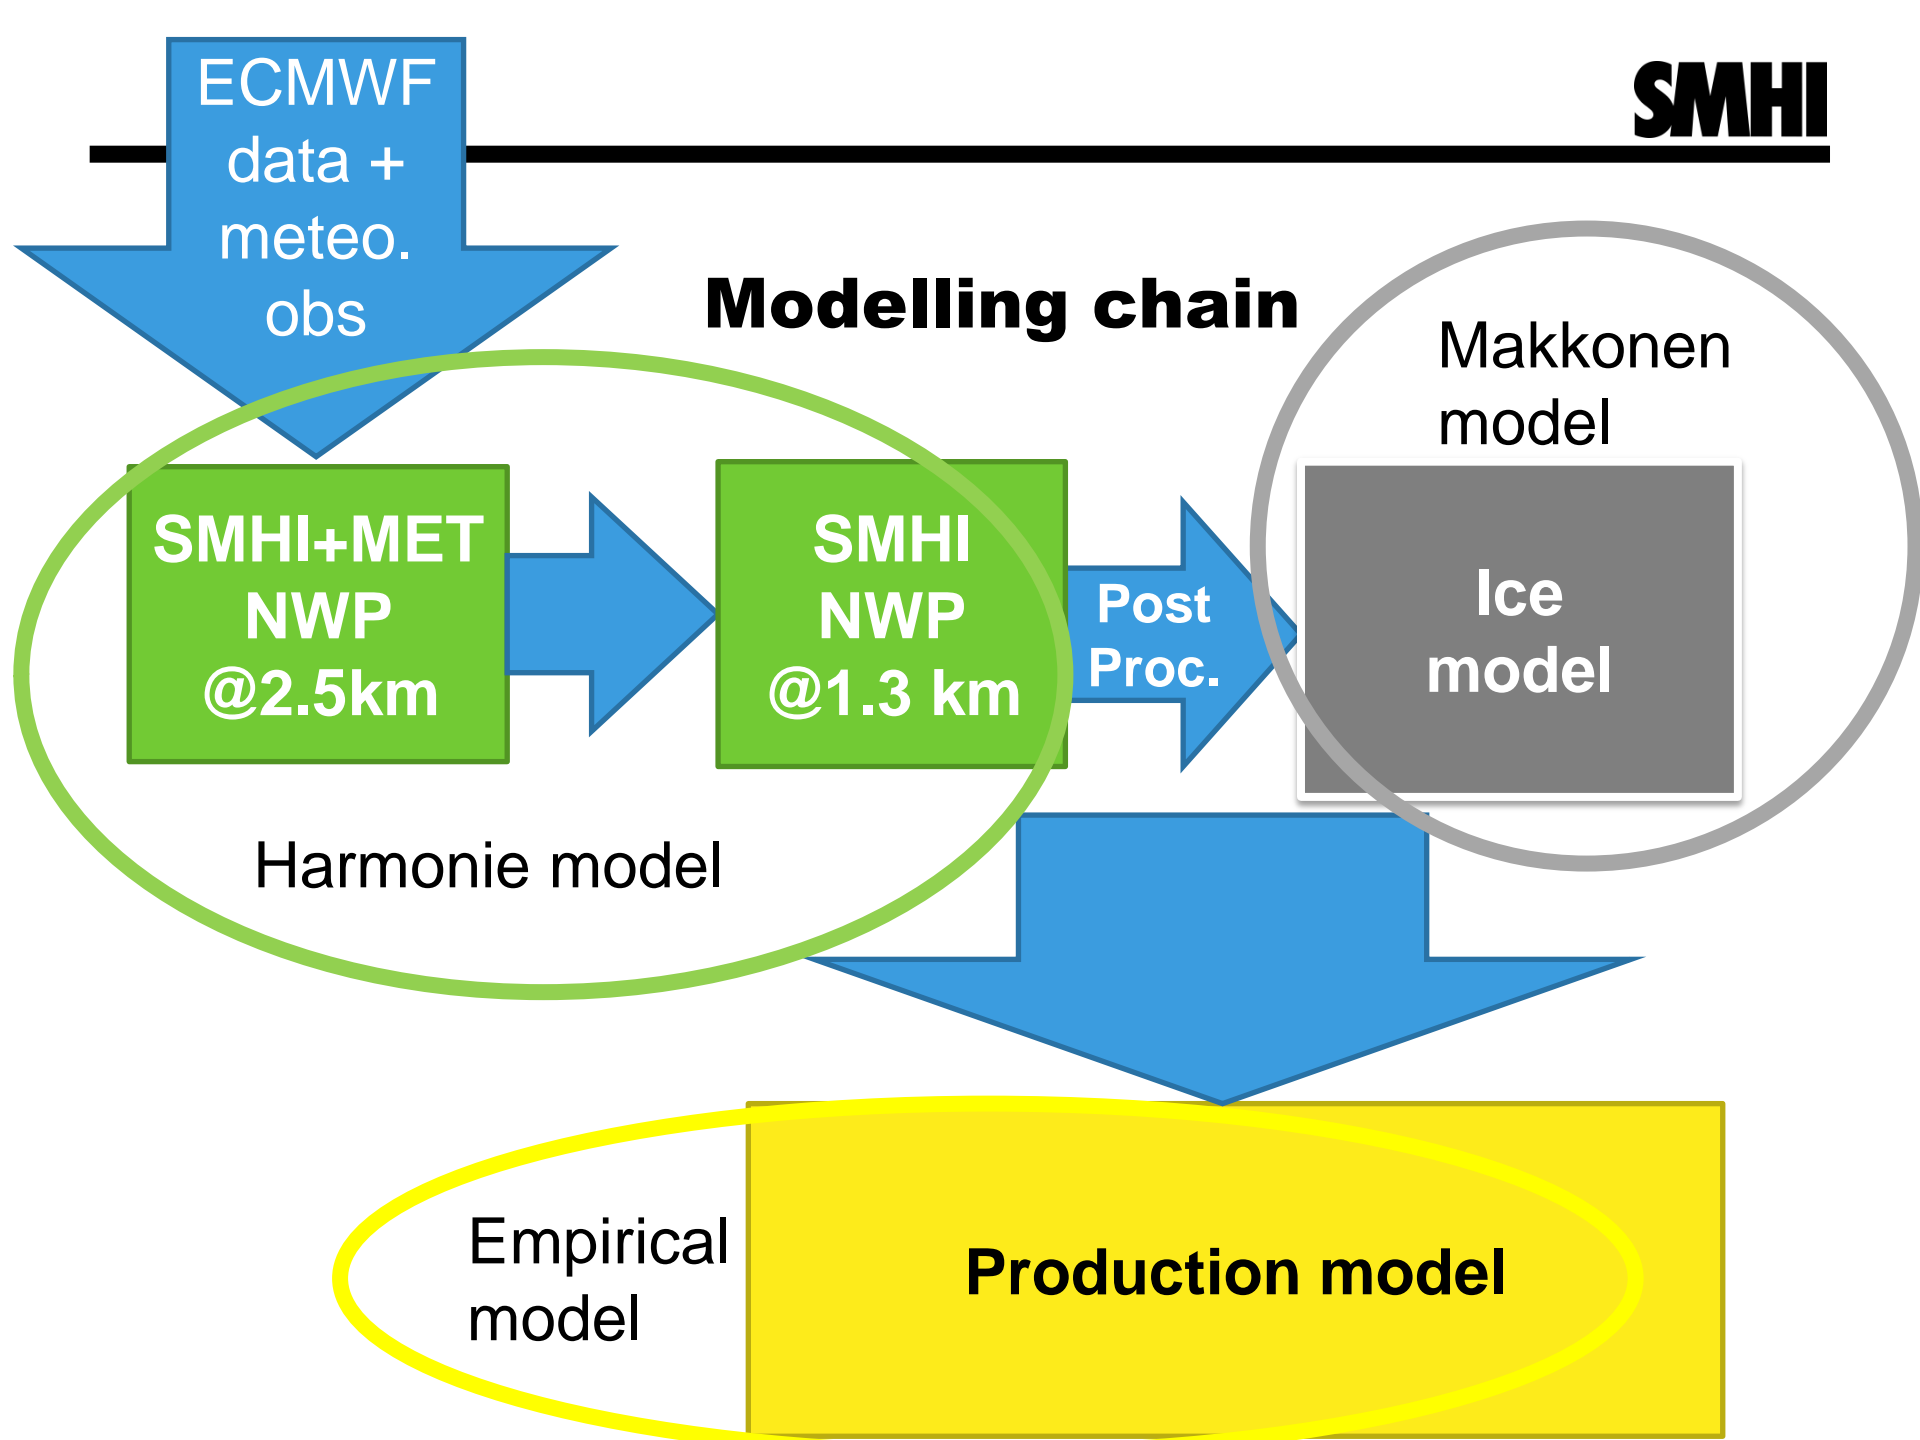 ECMWF
data +
meteo.
obs
SMHI
Modelling chain
Makkonen
model
SMHI+MET
NWP
@2.5km
SMHI
NWP
@1.3 km
Post
Proc.
Ice
model
Harmonie model
Empirical
model
Production model